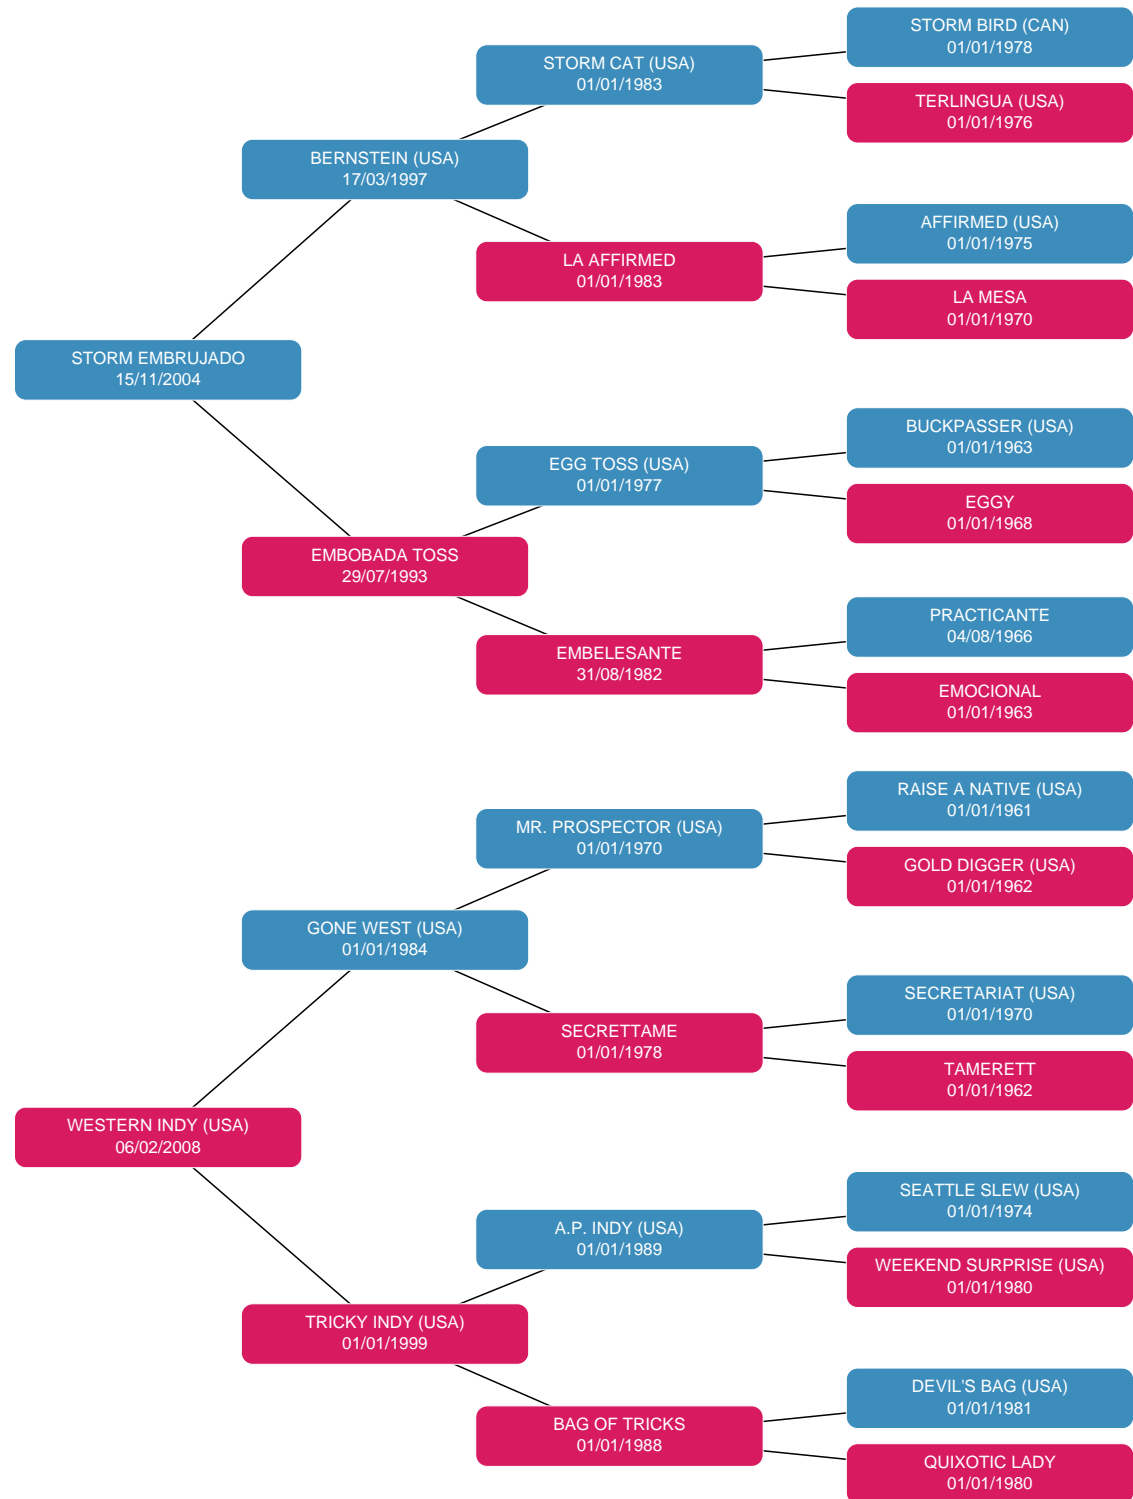 STORM BIRD (CAN)
01/01/1978
STORM CAT (USA)
01/01/1983
TERLINGUA (USA)
01/01/1976
BERNSTEIN (USA)
17/03/1997
AFFIRMED (USA)
01/01/1975
LA AFFIRMED
01/01/1983
LA MESA
01/01/1970
STORM EMBRUJADO
15/11/2004
BUCKPASSER (USA)
01/01/1963
EGG TOSS (USA)
01/01/1977
EGGY
01/01/1968
EMBOBADA TOSS
29/07/1993
PRACTICANTE
04/08/1966
EMBELESANTE
31/08/1982
EMOCIONAL
01/01/1963
RAISE A NATIVE (USA)
01/01/1961
MR. PROSPECTOR (USA)
01/01/1970
GOLD DIGGER (USA)
01/01/1962
GONE WEST (USA)
01/01/1984
SECRETARIAT (USA)
01/01/1970
SECRETTAME
01/01/1978
TAMERETT
01/01/1962
WESTERN INDY (USA)
06/02/2008
SEATTLE SLEW (USA)
01/01/1974
A.P. INDY (USA)
01/01/1989
WEEKEND SURPRISE (USA)
01/01/1980
TRICKY INDY (USA)
01/01/1999
DEVIL'S BAG (USA)
01/01/1981
BAG OF TRICKS
01/01/1988
QUIXOTIC LADY
01/01/1980